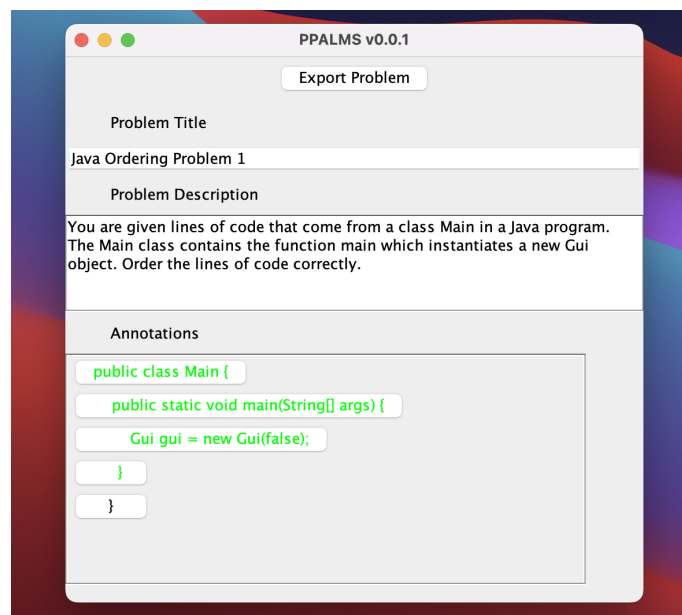 PPALMS v0.0.1
Export Problem
Problem Title
Java Ordering Problem 1
Problem Description
You are given lines of code that come from a class Main in a Java program.
The Main class contains the function main which instantiates a new Gui
object. Order the lines of code correctly.
Annotations
public class Main {
public static void main(String[] args) {
Gui gui = new Gui(false);
}
}